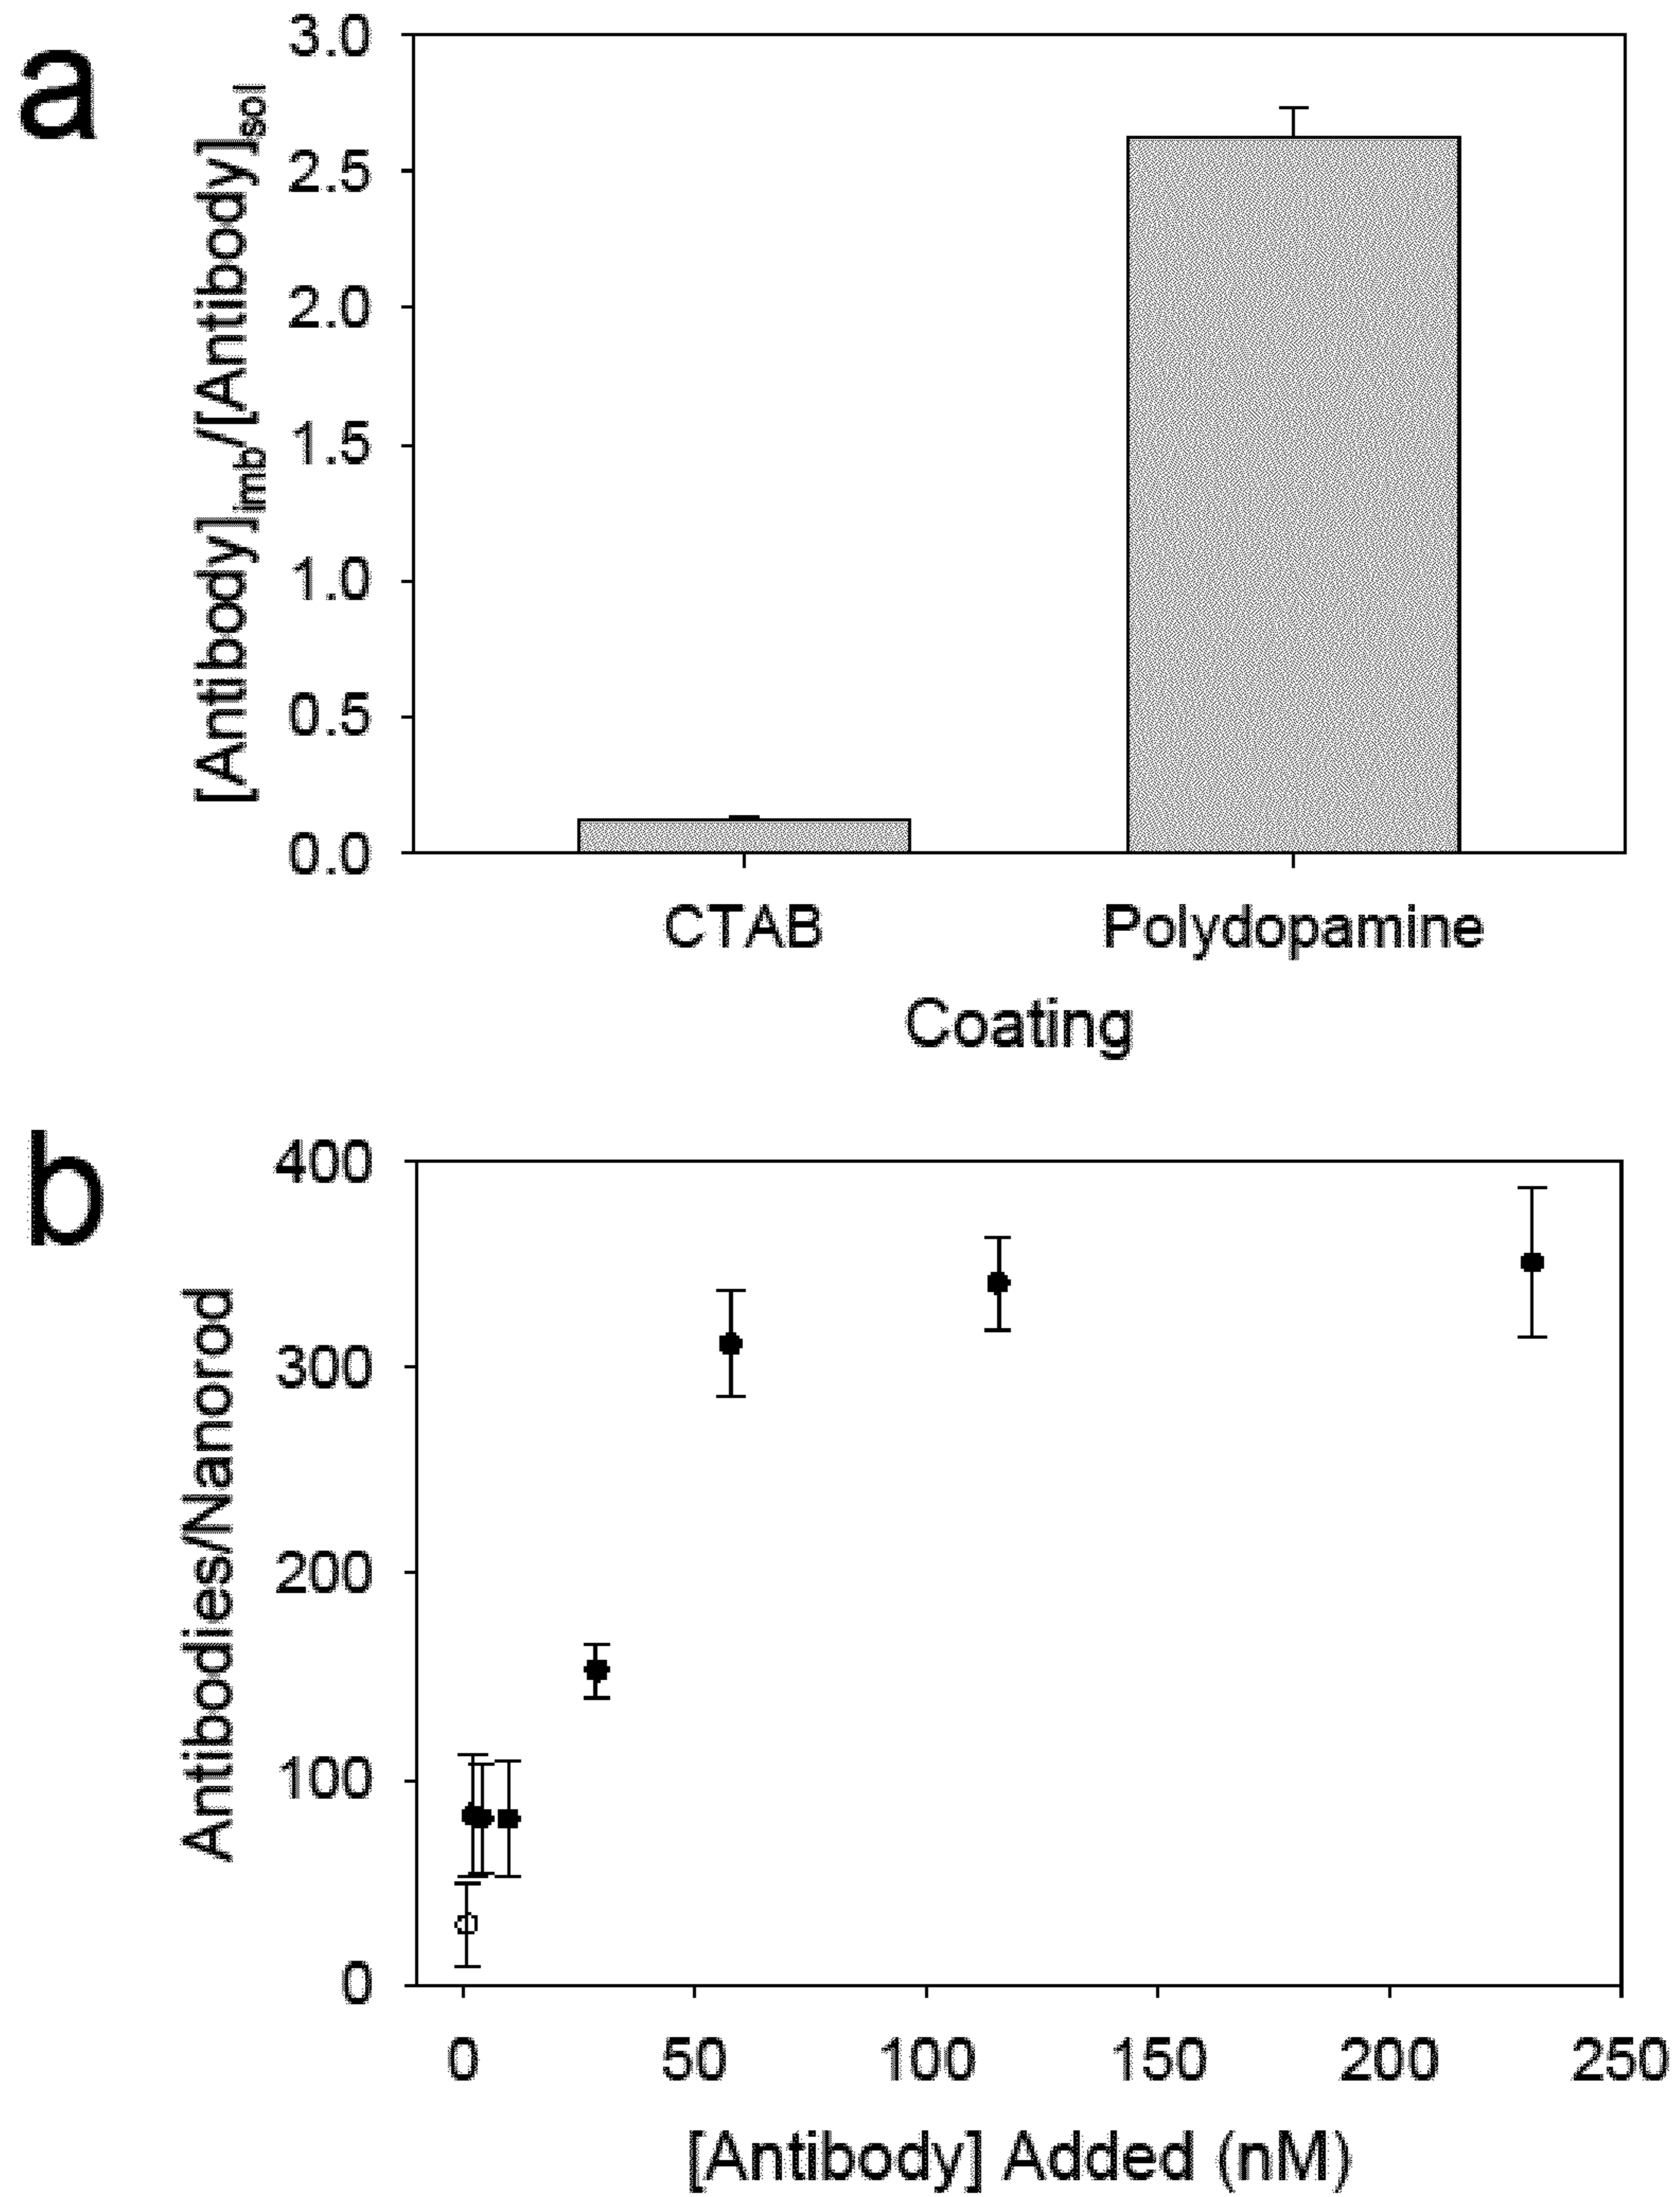 a
[Antibody]imb/[Antibody]sol
3.0
2.5
2.0
1.5
1.0
0.5
0.0
CTAB Polydopamine
Coating
b
Antibodies/Nanorod
400
300
200
100
0
0 50 100 150 200 250
[Antibody] Added (nM)